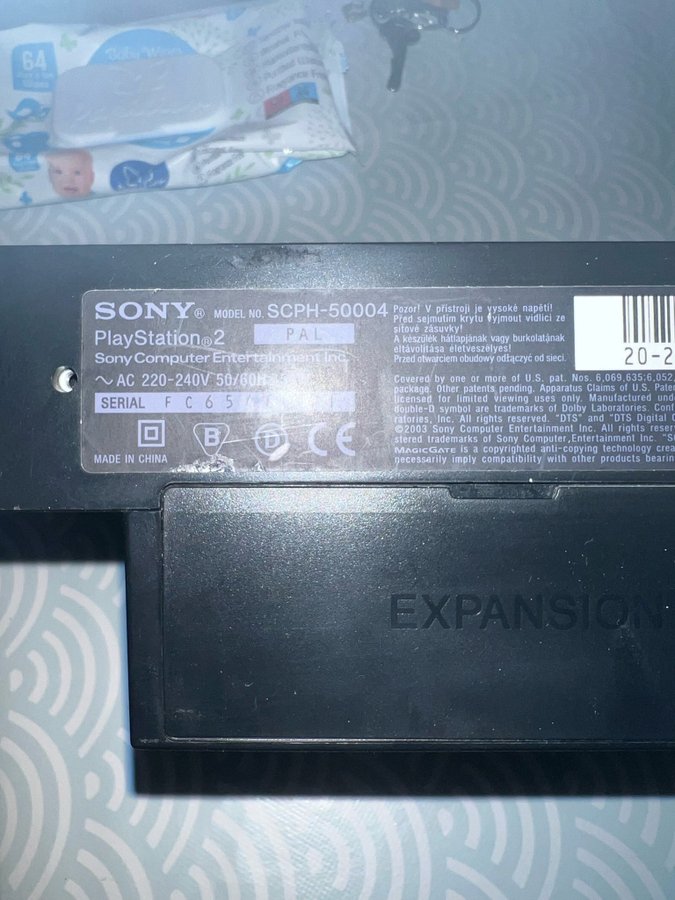 64
Baby Wipes
SONY® MODEL NO. SCPH-50004
PlayStation®2 PAL
Sony Computer Entertainment Inc.
AC 220-240V 50/60H
SERIAL FC65
B D CE
MADE IN CHINA
Pozor! V přístroji je vysoké napětí!
Před sejmutím krytu vyjmout vidlici ze
síťové zásuvky!
A készülék hátlapjának vagy burkolatának
eltávolítása életveszélyes!
Przed otwarciem obudowy odłączyć od sieci.
20-2
Covered by one or more of U.S. pat. Nos. 6,069,635:6,052,
package. Other patents pending. Apparatus Claims of U.S. Pate
licensed for limited viewing uses only. Manufactured und
double-D symbol are trademarks of Dolby Laboratories. Conf
ratories, Inc. All rights reserved. "DTS" and "DTS Digital
©2003 Sony Computer Entertainment Inc. All rights reser
stered trademarks of Sony Computer Entertainment Inc. "S
MAGICGATE is a copyrighted anti-copying technology crea
necessarily imply compatibility with other products bearin
EXPANSION